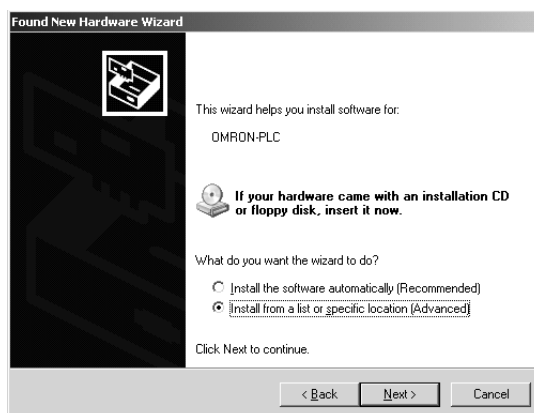 Found New Hardware Wizard
This wizard helps you install software for:
OMRON-PLC
If your hardware came with an installation CD
or floppy disk, insert it now.
What do you want the wizard to do?
Install the software automatically (Recommended)
Install from a list or specific location (Advanced)
Click Next to continue.
< Back
Next >
Cancel